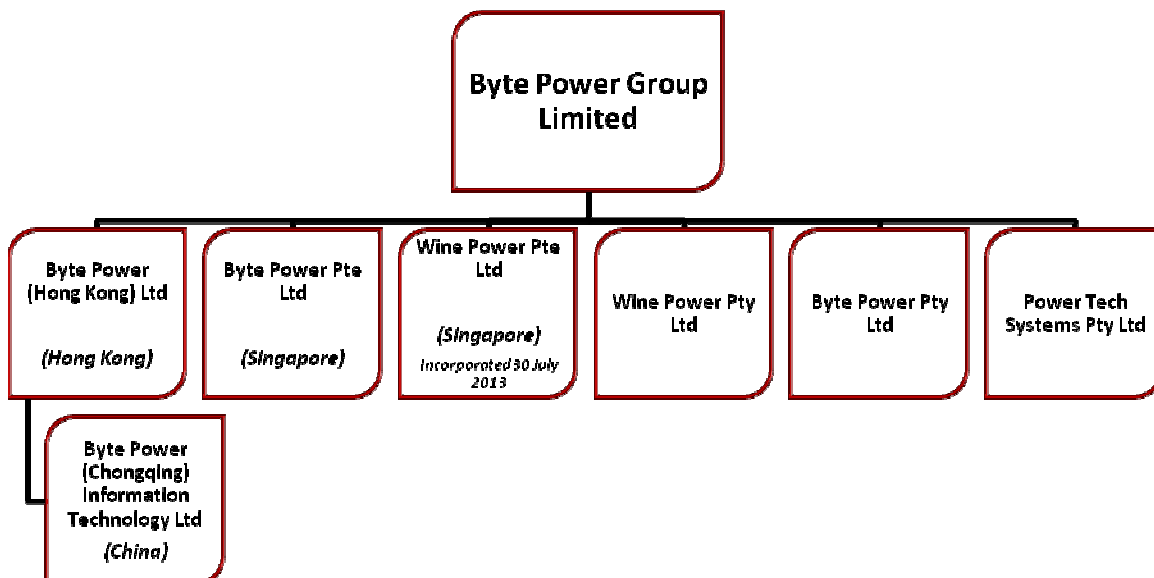 Byte Power Group
Limited
Byte Power
(Hong Kong) Ltd
(Hong Kong)
Byte Power Pte
Ltd
(Singapore)
Wine Power Pte
Ltd
(Singapore)
Incorporated 30 July
2013
Wine Power Pty
Ltd
Byte Power Pty
Ltd
Power Tech
Systems Pty Ltd
Byte Power
(Chongqing)
Information
Technology Ltd
(China)